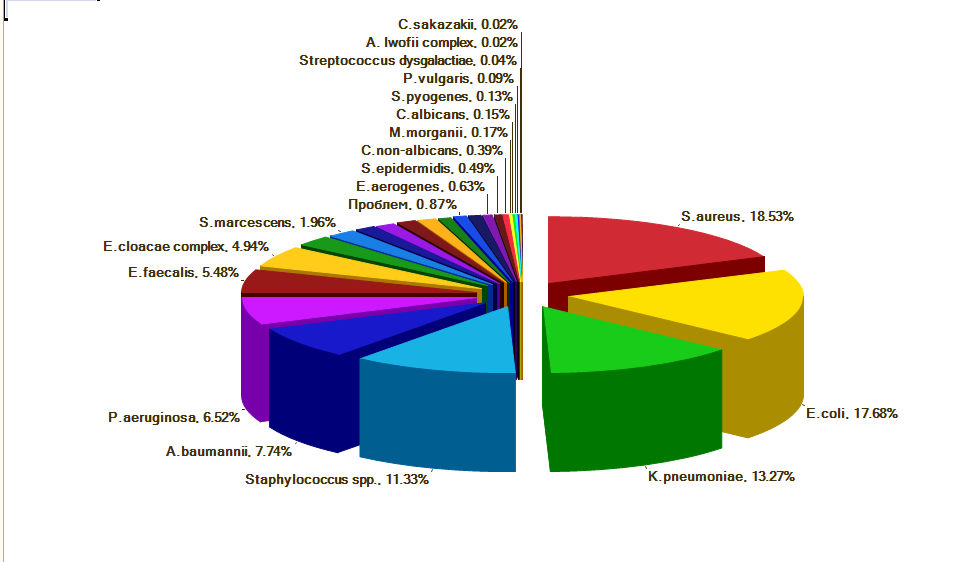 C.sakazakii, 0.02%
A. lwofii complex, 0.02%
Streptococcus dysgalactiae, 0.04%
P.vulgaris, 0.09%
S.pyogenes, 0.13%
C.albicans, 0.15%
M.morganii, 0.17%
C.non-albicans, 0.39%
S.epidermidis, 0.49%
E.aerogenes, 0.63%
Проблем, 0.87%
S.marcescens, 1.96%
E.cloacae complex, 4.94%
E.faecalis, 5.48%
P.aeruginosa, 6.52%
A.baumannii, 7.74%
Staphylococcus spp., 11.33%
K.pneumoniae, 13.27%
E.coli, 17.68%
S.aureus, 18.53%